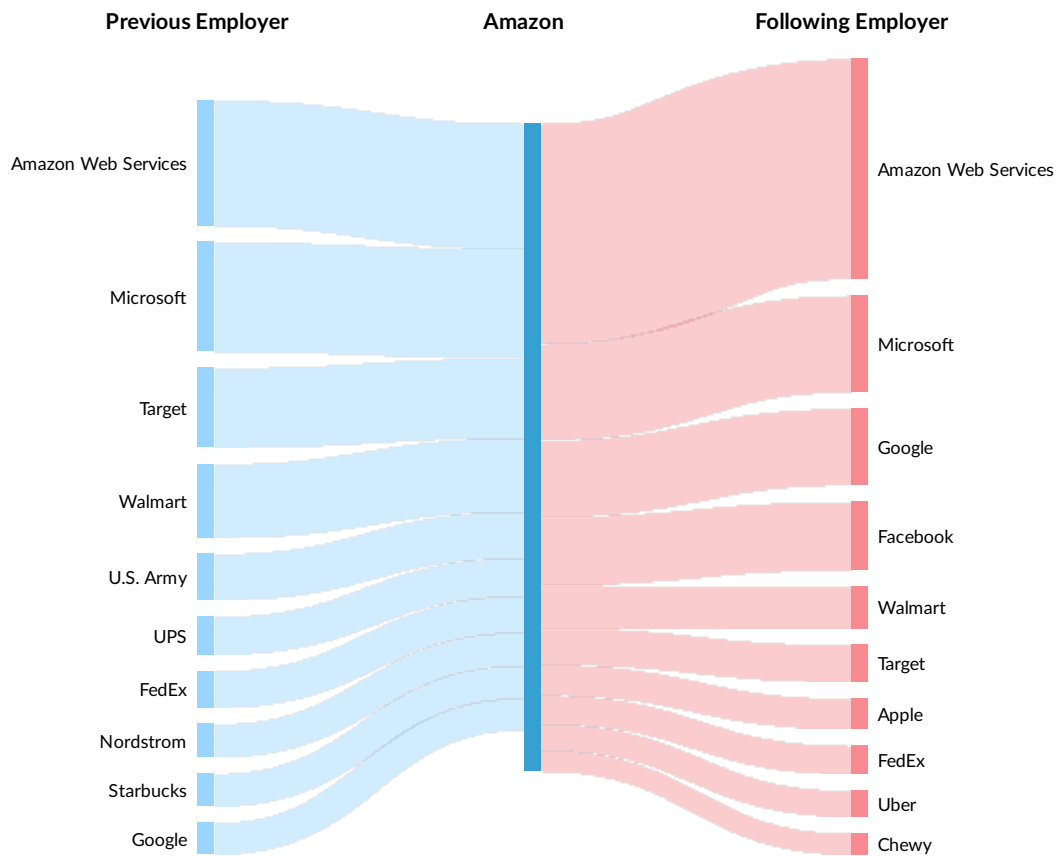 Previous Employer
Amazon
Following Employer
Amazon Web Services
Microsoft
Target
Walmart
U.S. Army
UPS
FedEx
Nordstrom
Starbucks
Google
Amazon Web Services
Microsoft
Google
Facebook
Walmart
Target
Apple
FedEx
Uber
Chewy